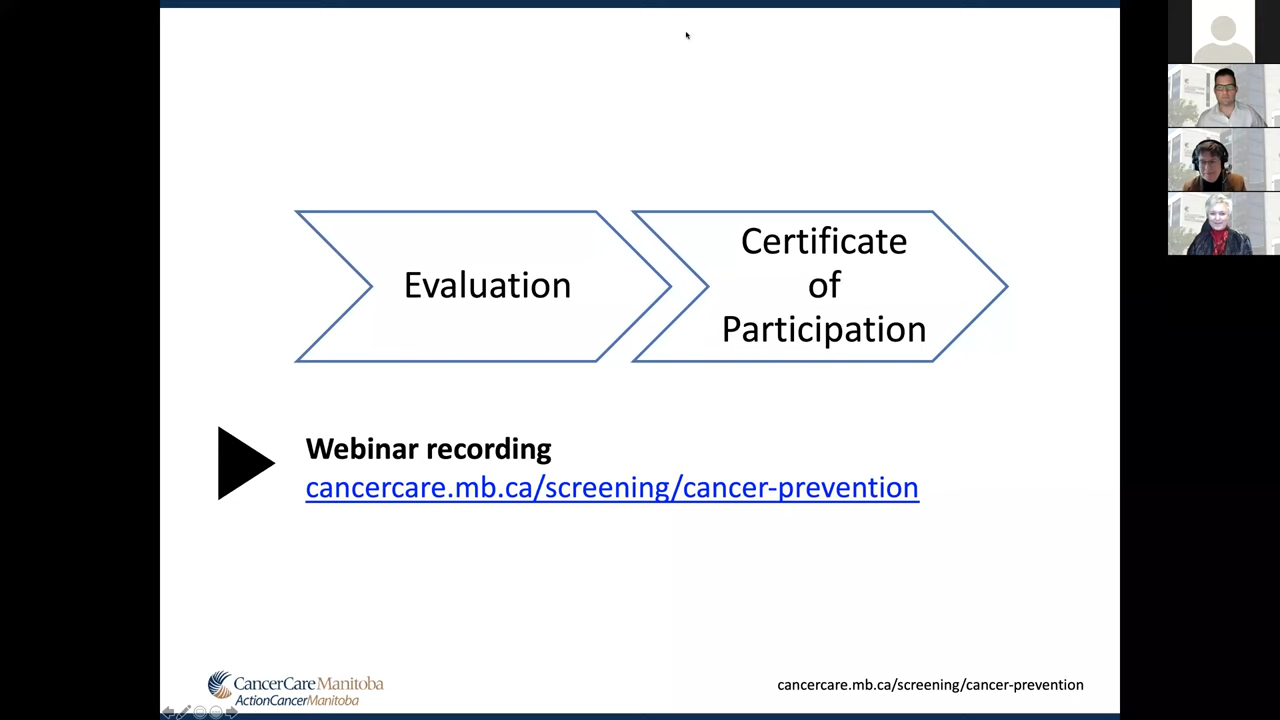 Evaluation
Certificate
of
Participation
Webinar recording
cancercare.mb.ca/screening/cancer-prevention
CancerCare Manitoba
ActionCancerManitoba
cancercare.mb.ca/screening/cancer-prevention